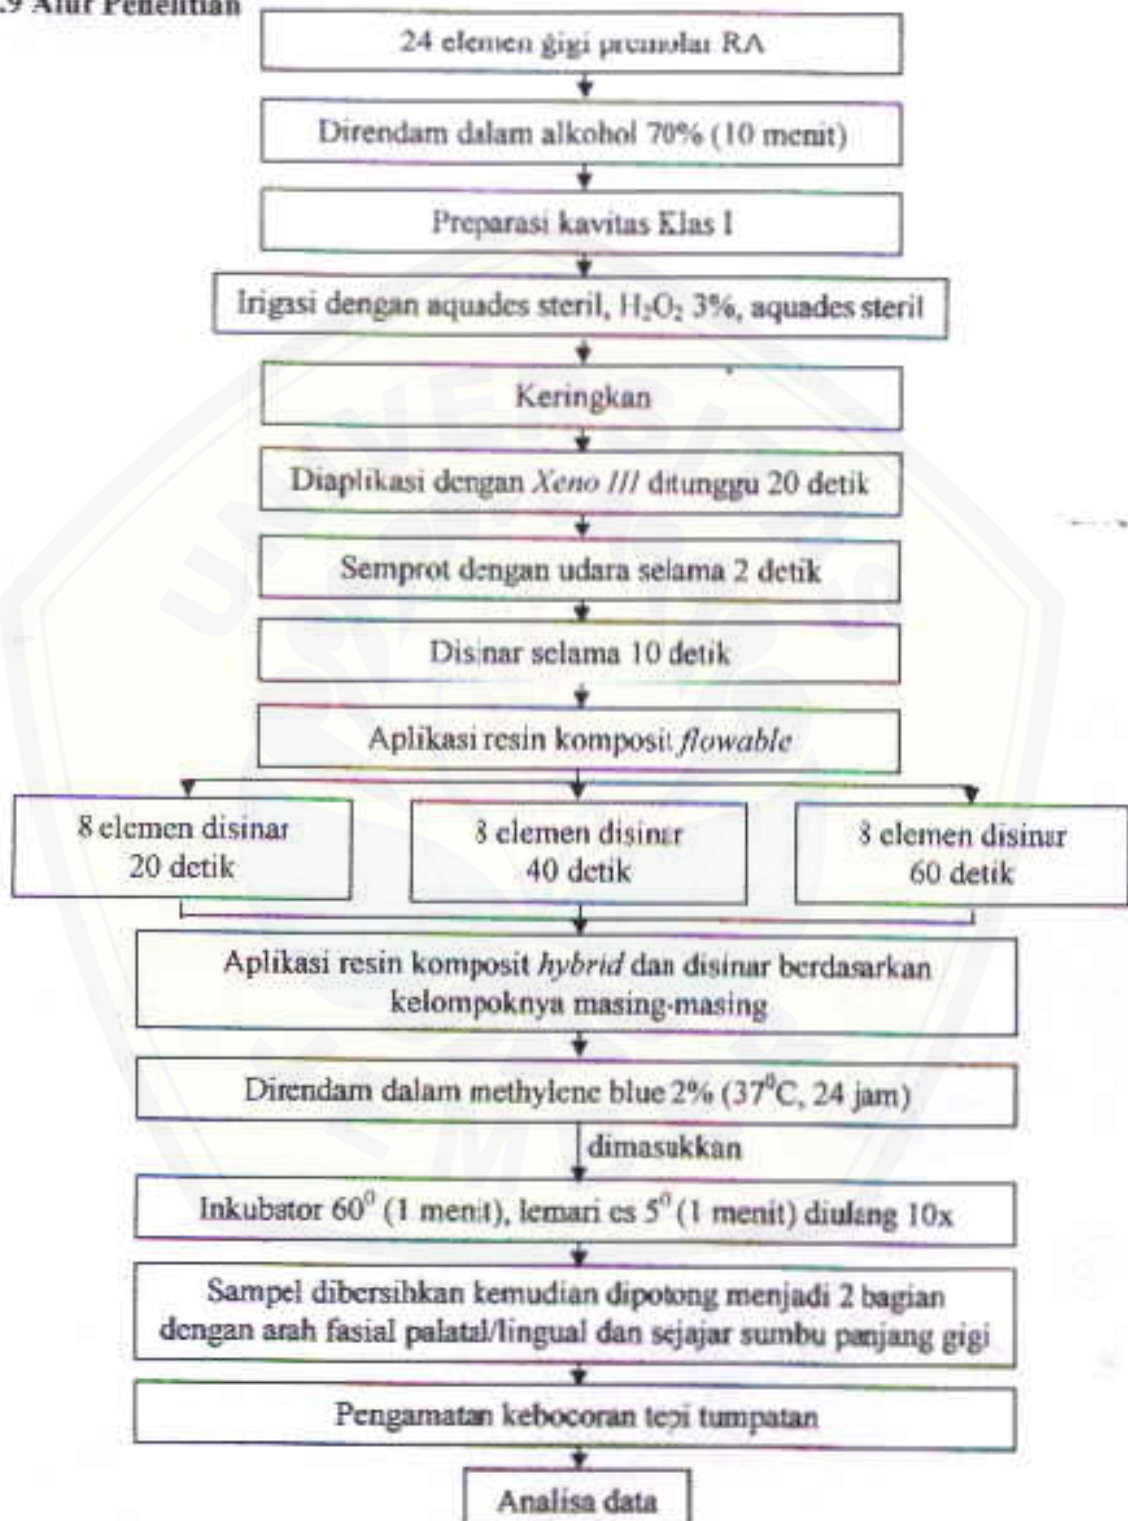 .9 Alur Penelitian
24 elemen gigi premolar RA
Direndam dalam alkohol 70% (10 menit)
Preparasi kavitas Klas I
Irigasi dengan aquades steril, H₂O₂ 3%, aquades steril
Keringkan
Diaplikasi dengan Xeno III ditunggu 20 detik
Semprot dengan udara selama 2 detik
Disinar selama 10 detik
Aplikasi resin komposit flowable
8 elemen disinar
20 detik
8 elemen disinar
40 detik
8 elemen disinar
60 detik
Aplikasi resin komposit hybrid dan disinar berdasarkan
kelompoknya masing-masing
Direndam dalam methylene blue 2% (37⁰C, 24 jam)
dimasukkan
Inkubator 60⁰ (1 menit), lemari es 5⁰ (1 menit) diulang 10x
Sampel dibersihkan kemudian dipotong menjadi 2 bagian
dengan arah fasial palatal/lingual dan sejajar sumbu panjang gigi
Pengamatan kebocoran tepi tumpatan
Analisa data